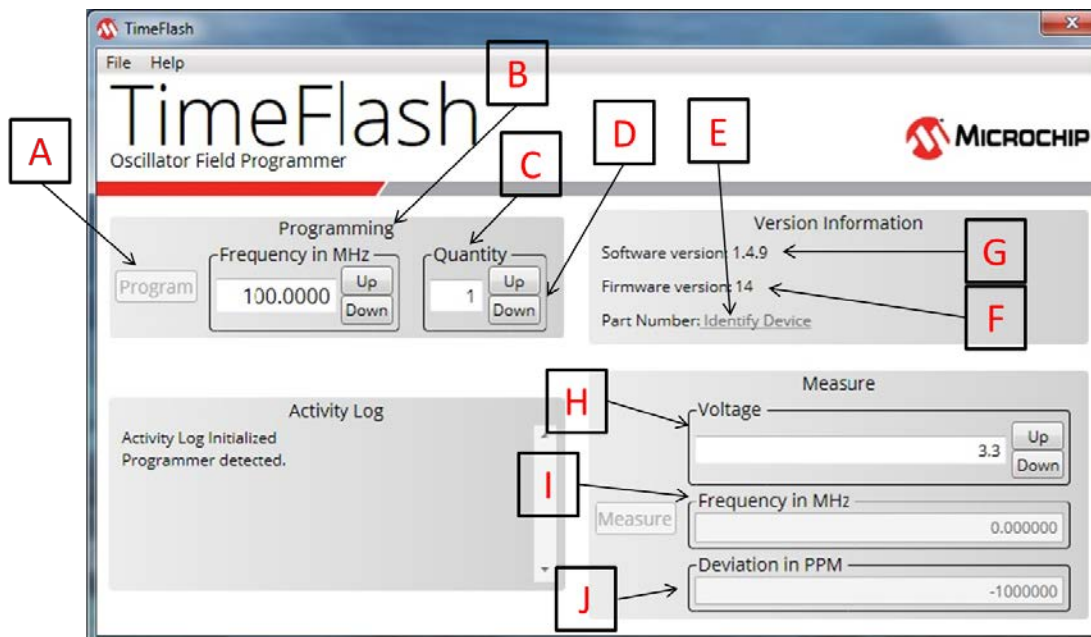 TimeFlash
X
File Help
TimeFlash
Oscillator Field Programmer
MICROCHIP
A
B
C
D
E
Programming
Program
Frequency in MHz
100.0000
Up
Down
Quantity
1
Up
Down
Version Information
Software version: 1.4.9
G
Firmware version: 14
F
Part Number: Identify Device
Activity Log
Activity Log Initialized
Programmer detected.
Measure
H
Voltage
3.3
Up
Down
I
Measure
Frequency in MHz
0.000000
J
Deviation in PPM
-1000000